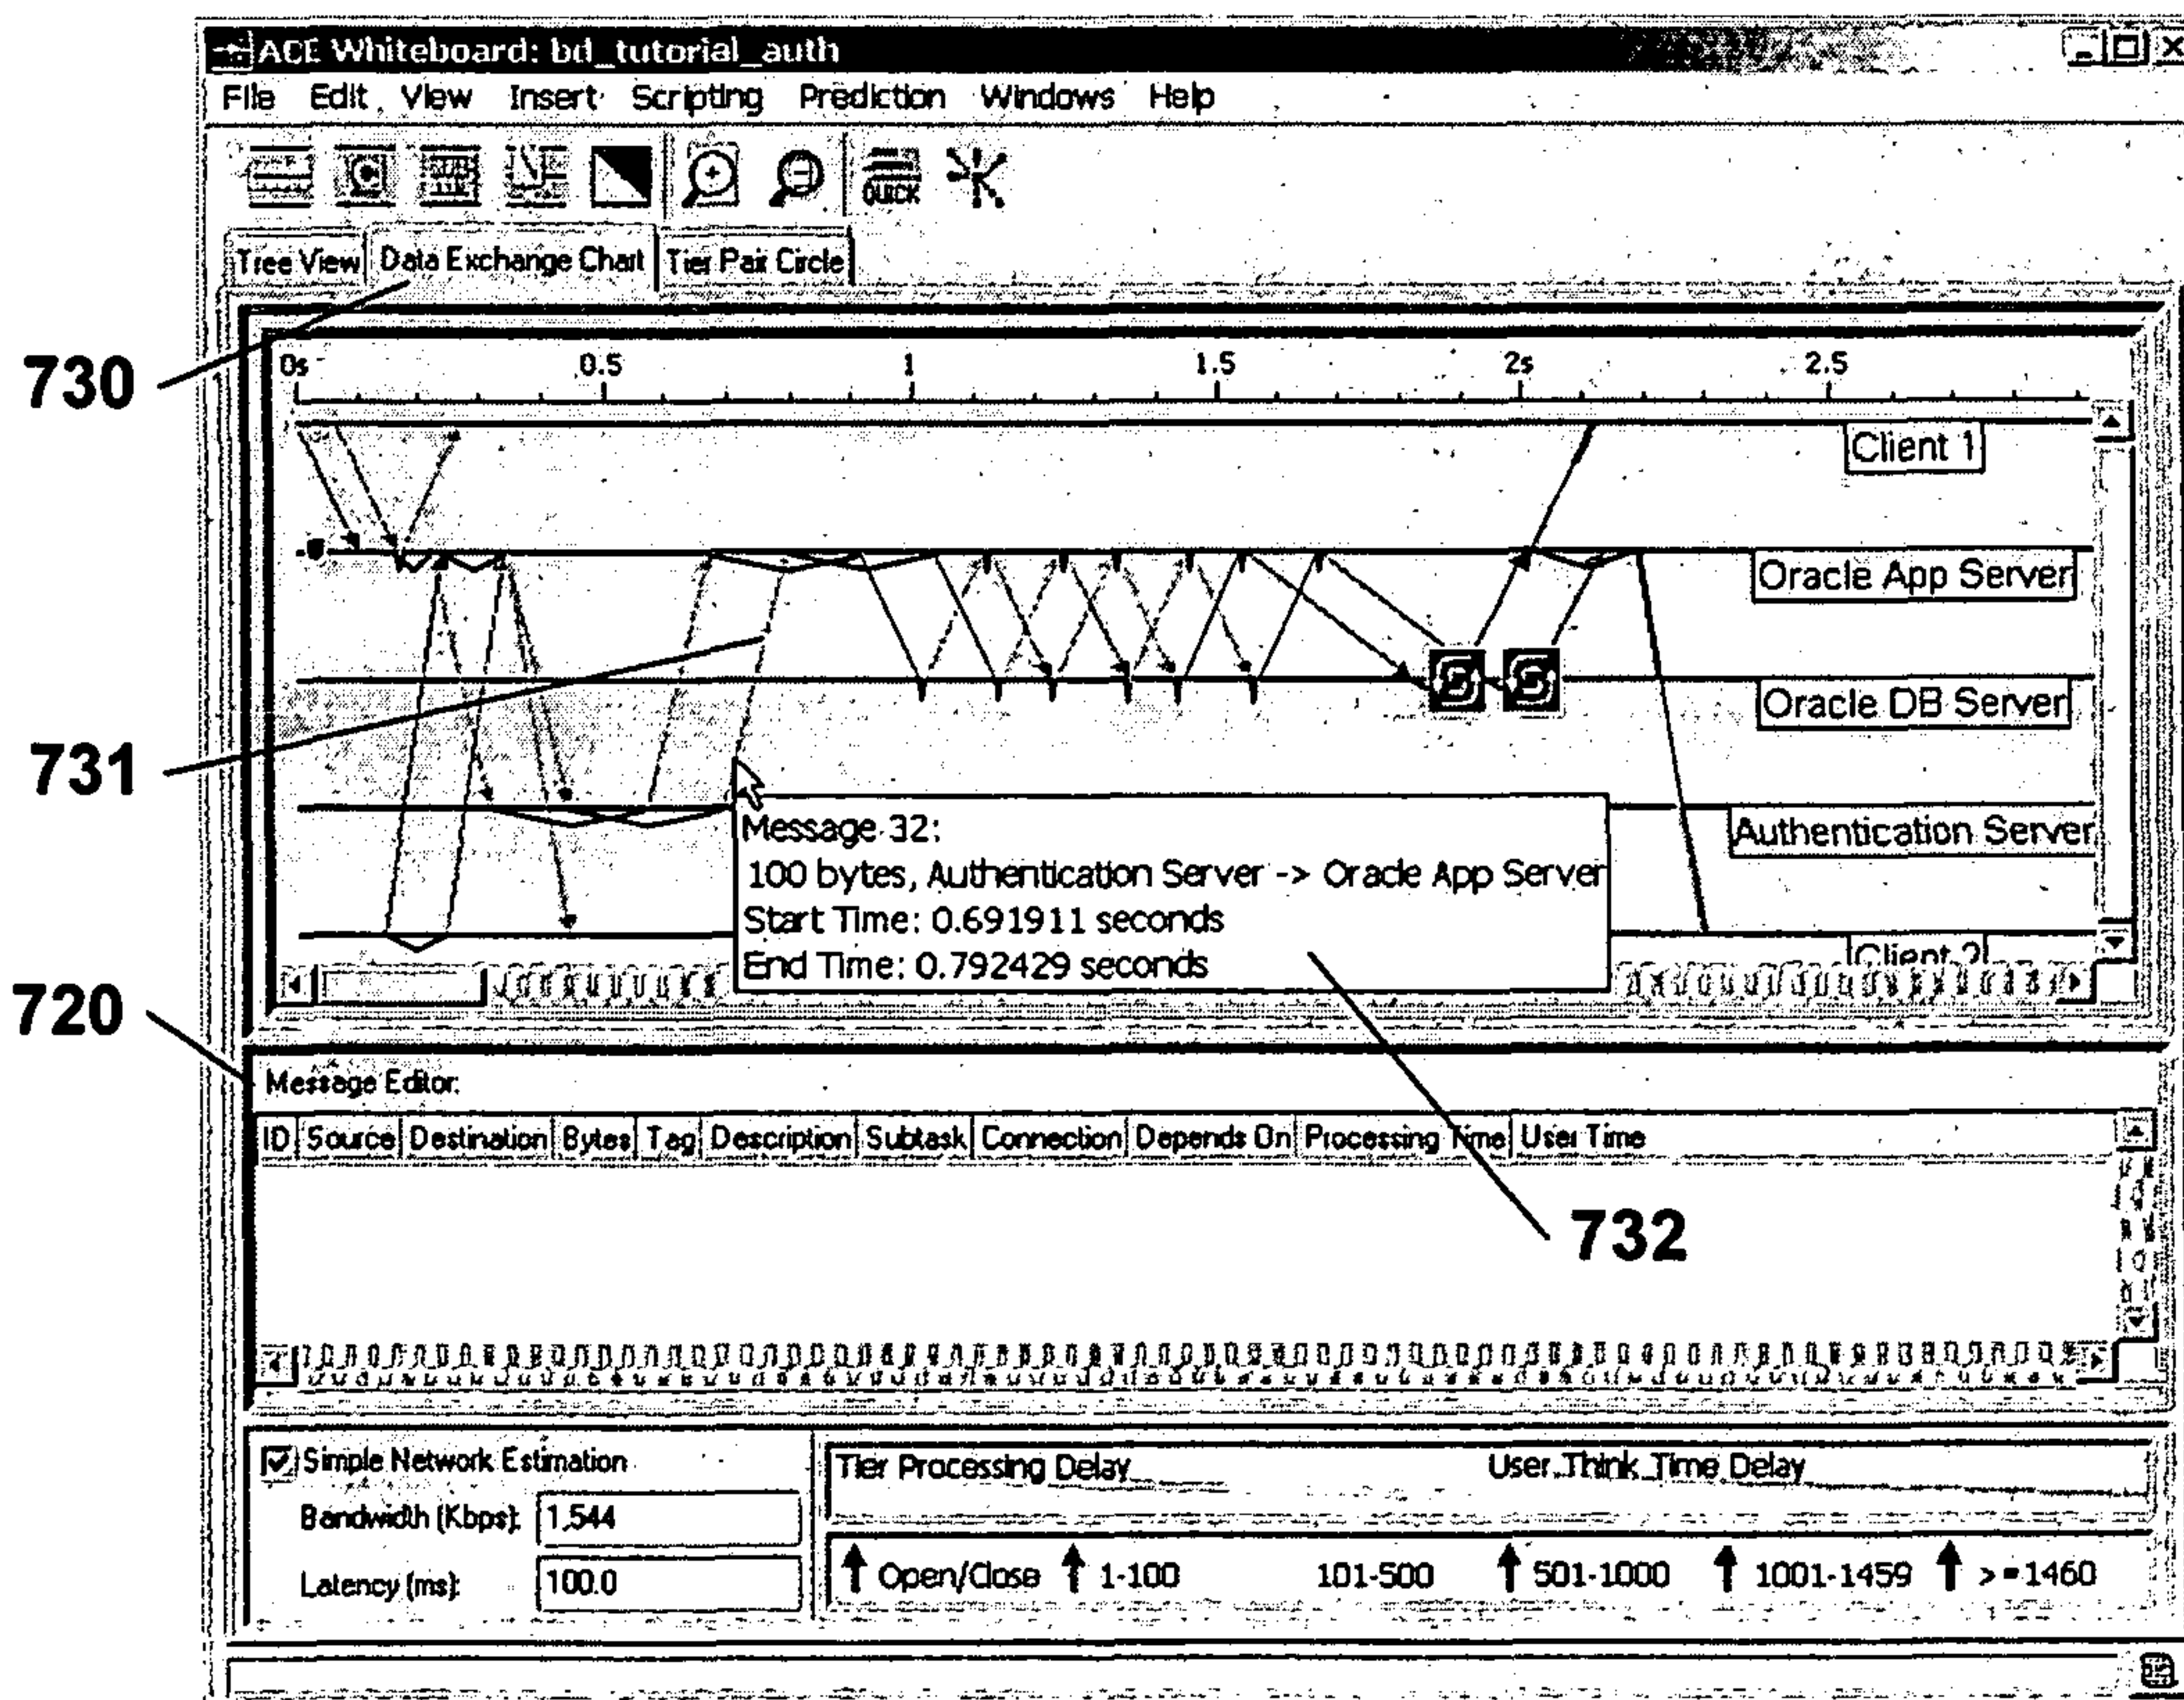 ACE Whiteboard: bd_tutorial_auth
File Edit View Insert Scripting Prediction Windows Help
QUICK
Tree View Data Exchange Chart Tier Pair Circle
730
0s 0.5 1 1.5 2s 2.5
Client 1
Oracle App Server
Oracle DB Server
731
Authentication Server
Message 32:
100 bytes, Authentication Server -> Oracle App Server
Start Time: 0.691911 seconds
End Time: 0.792429 seconds
Client 2
720
Message Editor:
ID Source Destination Bytes Tag Description Subtask Connection Depends On Processing Time User Time
732
Simple Network Estimation
Bandwidth (Kbps): 1,544
Latency (ms): 100.0
Tier Processing Delay User Think Time Delay
Open/Close 1-100 101-500 501-1000 1001-1459 >=1460